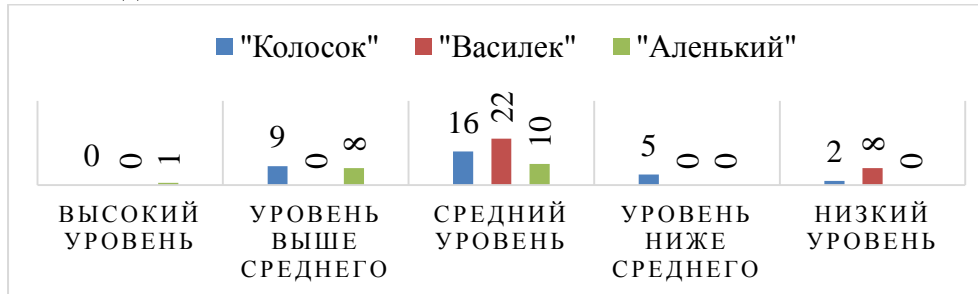 "Колосок" "Василек" "Аленький"
0 0 1 9 0 8 16 22 10 5 0 0 2 8 0
ВЫСОКИЙ УРОВЕНЬ
УРОВЕНЬ ВЫШЕ СРЕДНЕГО
СРЕДНИЙ УРОВЕНЬ
УРОВЕНЬ НИЖЕ СРЕДНЕГО
НИЗКИЙ УРОВЕНЬ